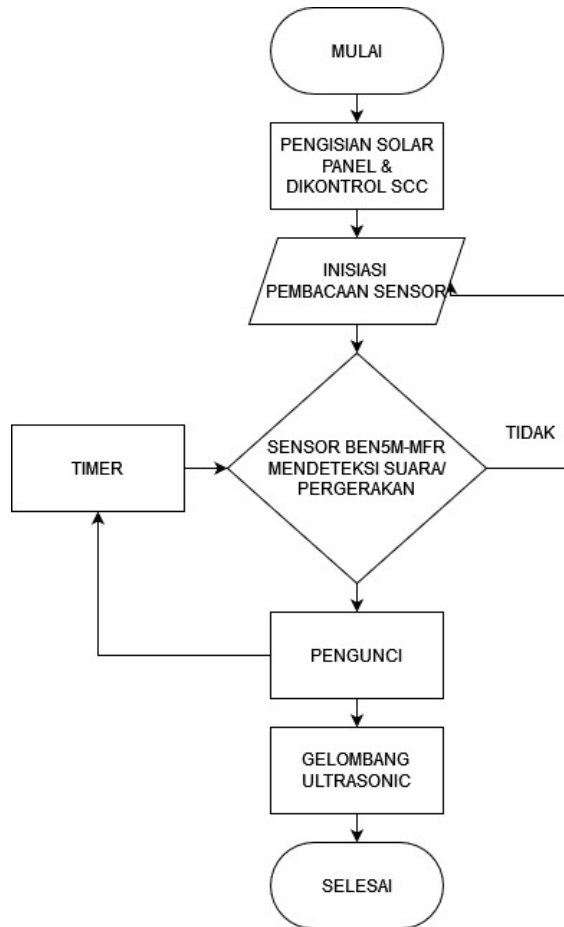 MULAI
PENGISIAN SOLAR
PANEL &
DIKONTROL SCC
INISIASI
PEMBACAAN SENSOR
SENSOR BEN5M-MFR
MENDETEKSI SUARA/
PERGERAKAN
TIDAK
TIMER
PENGUNCI
GELOMBANG
ULTRASONIC
SELESAI